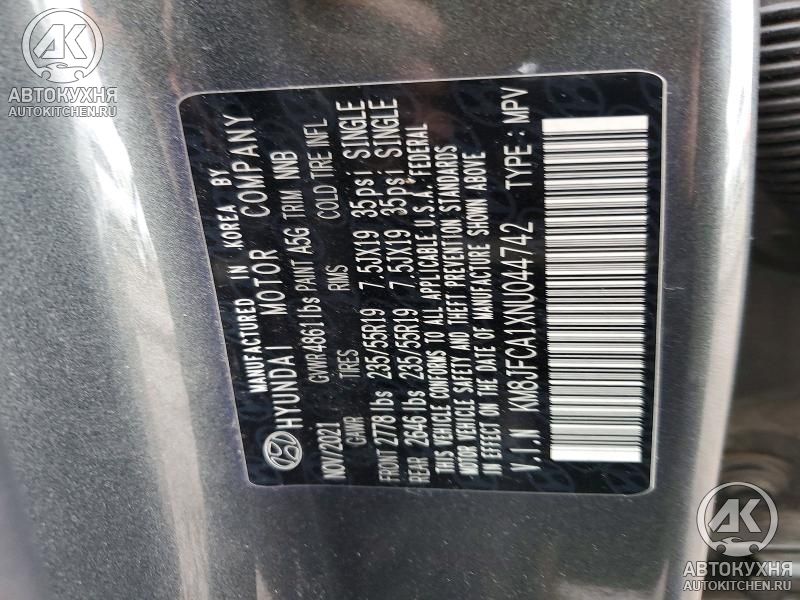 АВТОКУХНЯ
AUTOKITCHEN.RU
MANUFACTURED IN KOREA BY
HYUNDAI MOTOR COMPANY
NOV/2021 GVWR4861lbs PAINT A5G TRIM NNB
GAWR TIRES RIMS COLD TIRE INFL
FRONT 2778 lbs 235/55R19 7.5JX19 35psi SINGLE
REAR 2646 lbs 235/55R19 7.5JX19 35psi SINGLE
THIS VEHICLE CONFORMS TO ALL APPLICABLE U.S.A. FEDERAL
MOTOR VEHICLE SAFETY AND THEFT PREVENTION STANDARDS
IN EFFECT ON THE DATE OF MANUFACTURE SHOWN ABOVE
V.I.N KM8JFCA1XNU044742 TYPE : MPV
АВТОКУХНЯ
AUTOKITCHEN.RU